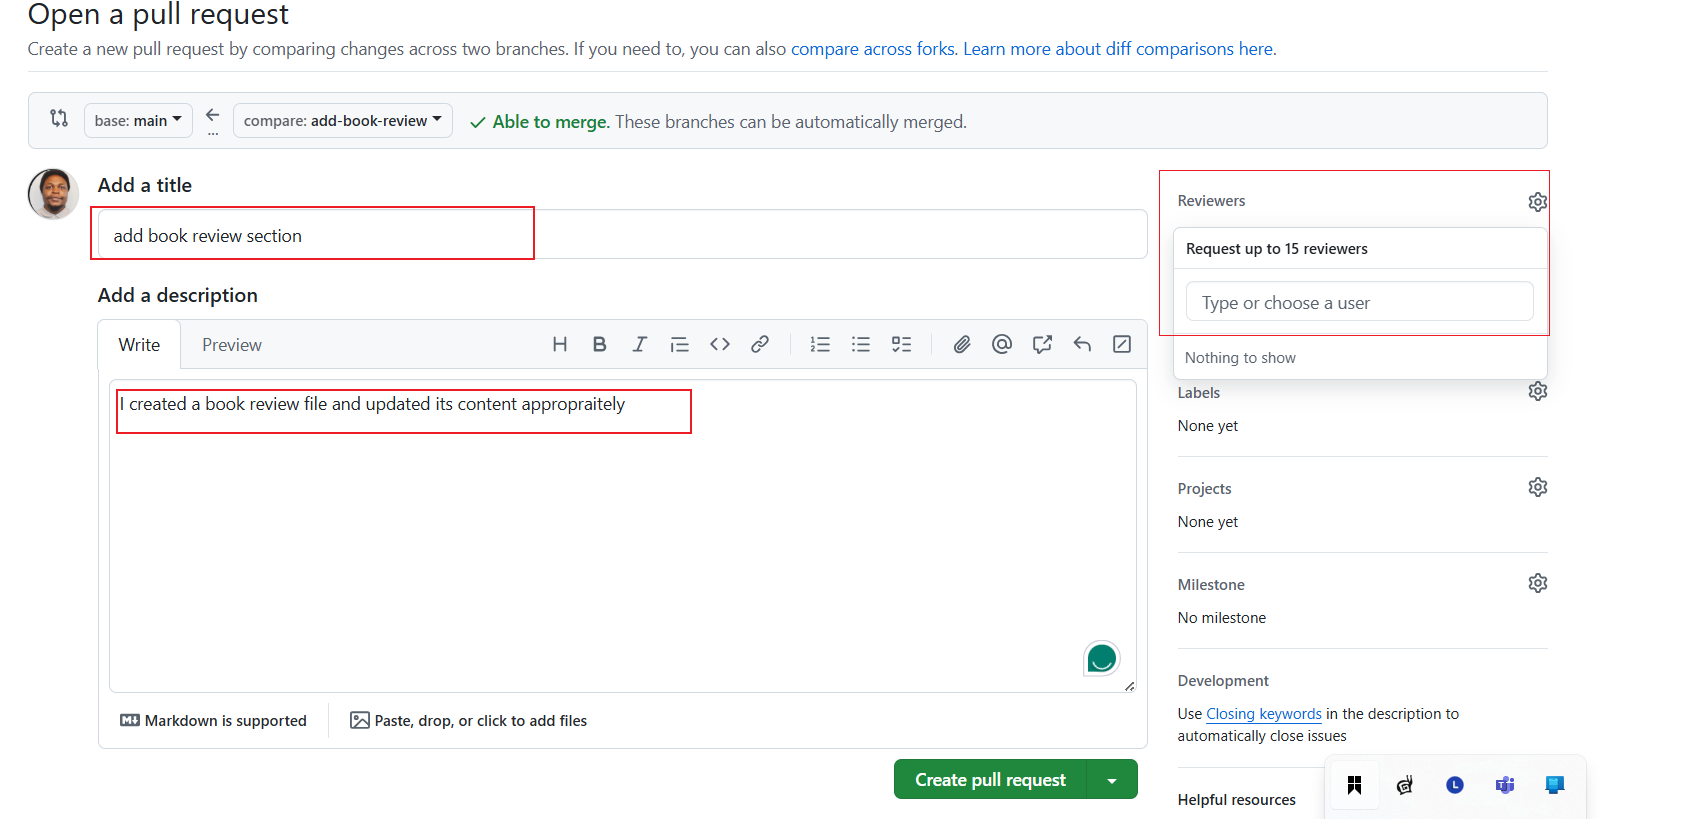 Open a pull request
Create a new pull request by comparing changes across two branches. If you need to, you can also compare across forks. Learn more about diff comparisons here.
base: main
...
compare: add-book-review
Able to merge. These branches can be automatically merged.
Add a title
add book review section
Add a description
Write
Preview
I created a book review file and updated its content appropraitely
Markdown is supported
Paste, drop, or click to add files
Create pull request
Reviewers
Request up to 15 reviewers
Type or choose a user
Nothing to show
Labels
None yet
Projects
None yet
Milestone
No milestone
Development
Use Closing keywords in the description to
automatically close issues
Helpful resources